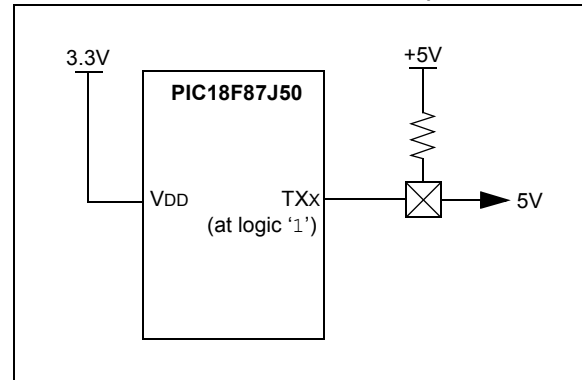 3.3V
+5V
PIC18F87J50
VDD
TXX
(at logic ‘1’)
5V